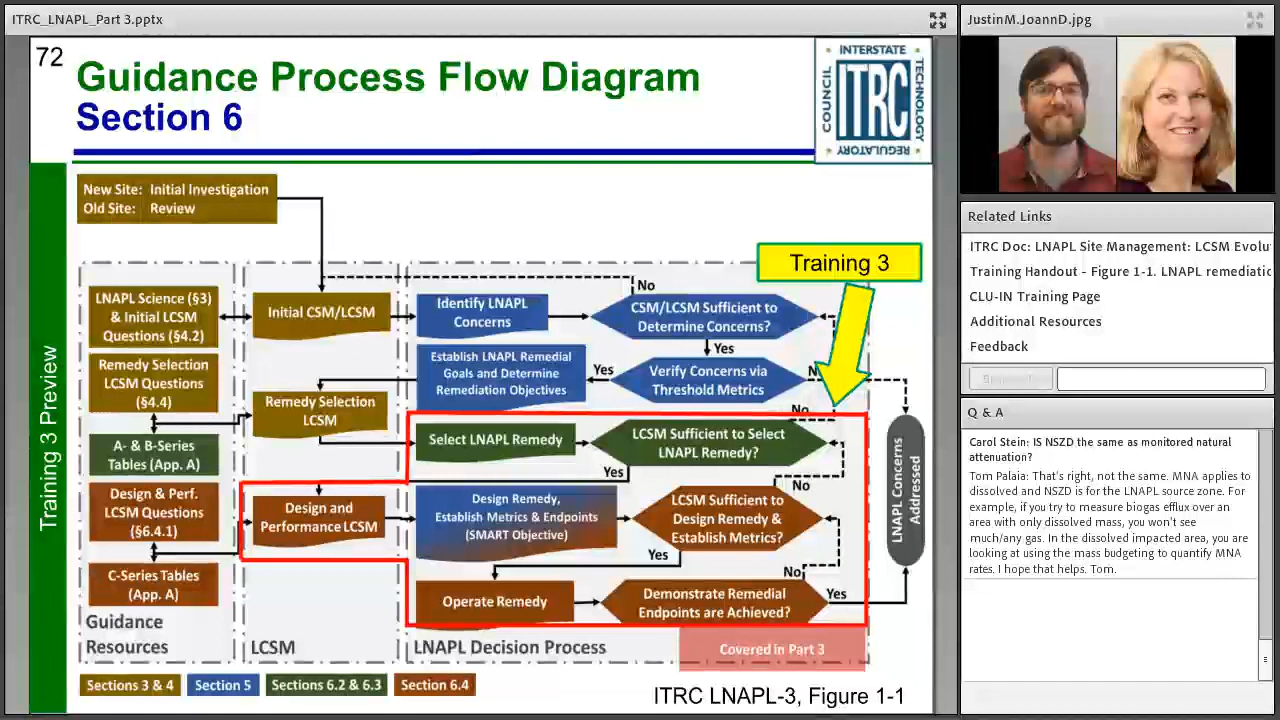 ITRC_LNAPL_Part 3.pptx
72
Guidance Process Flow Diagram
Section 6
INTERSTATE
COUNCIL
ITRC
TECHNOLOGY
REGULATORY
New Site: Initial Investigation
Old Site: Review
Training 3
No
LNAPL Science (§3)
& Initial LCSM
Questions (§4.2)
Initial CSM/LCSM
Identify LNAPL
Concerns
CSM/LCSM Sufficient to
Determine Concerns?
Yes
Remedy Selection
LCSM Questions
(§4.4)
Establish LNAPL Remedial
Goals and Determine
Remediation Objectives
Yes
Verify Concerns via
Threshold Metrics
Remedy Selection
LCSM
No
A- & B-Series
Tables (App. A)
Select LNAPL Remedy
LCSM Sufficient to Select
LNAPL Remedy?
Yes
No
LNAPL Concerns
Addressed
Design & Perf.
LCSM Questions
(§6.4.1)
Design and
Performance LCSM
Design Remedy,
Establish Metrics & Endpoints
(SMART Objective)
LCSM Sufficient to
Design Remedy &
Establish Metrics?
Yes
No
C-Series Tables
(App. A)
Operate Remedy
Demonstrate Remedial
Endpoints are Achieved?
Yes
Guidance
Resources
LCSM
LNAPL Decision Process
Covered in Part 3
Sections 3 & 4
Section 5
Sections 6.2 & 6.3
Section 6.4
ITRC LNAPL-3, Figure 1-1
Training 3 Preview
JustinM.JoannD.jpg
Related Links
ITRC Doc: LNAPL Site Management: LCSM Evolu
Training Handout - Figure 1-1. LNAPL remediatic
CLU-IN Training Page
Additional Resources
Feedback
Q & A
Carol Stein: IS NSZD the same as monitored natural
attenuation?
Tom Palaia: That's right, not the same. MNA applies to
dissolved and NSZD is for the LNAPL source zone. For
example, if you try to measure biogas efflux over an
area with only dissolved mass, you won't see
much/any gas. In the dissolved impacted area, you are
looking at using the mass budgeting to quantify MNA
rates. I hope that helps. Tom.